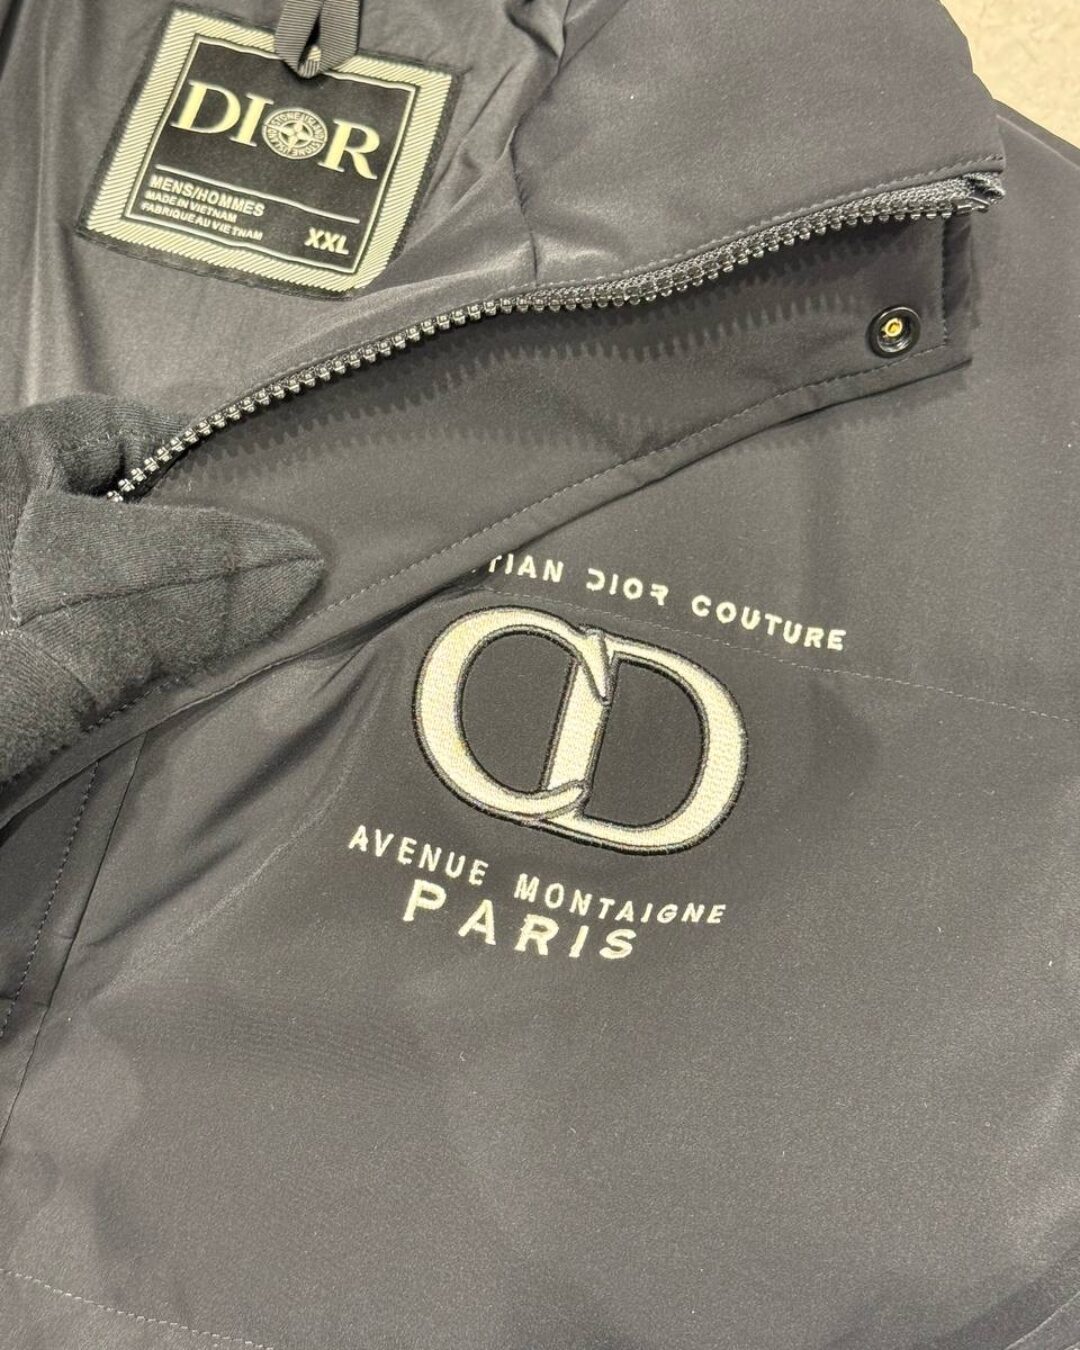 DIOR
MENS/HOMMES
MADE IN VIETNAM
FABRIQUE AU VIETNAM
XXL
TIAN DIOR COUTURE
CD
AVENUE MONTAIGNE
PARIS